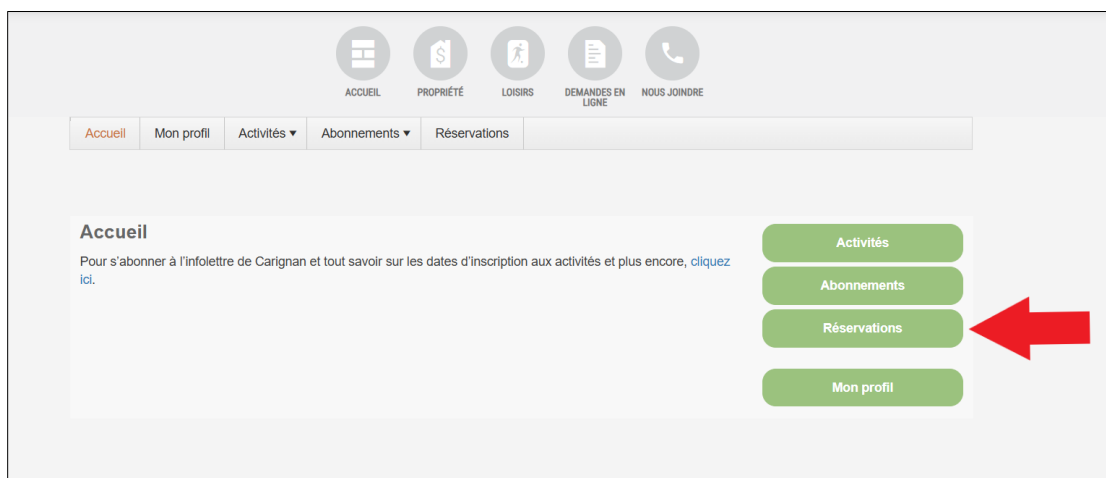 ACCUEIL
PROPRIÉTÉ
LOISIRS
DEMANDES EN
LIGNE
NOUS JOINDRE
Accueil
Mon profil
Activités ▾
Abonnements ▾
Réservations
Accueil
Pour s'abonner à l'infolettre de Carignan et tout savoir sur les dates d'inscription aux activités et plus encore, cliquez
ici.
Activités
Abonnements
Réservations
Mon profil